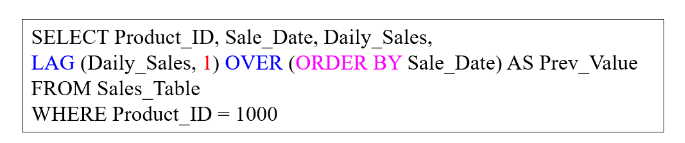 SELECT Product_ID, Sale_Date, Daily_Sales,
LAG (Daily_Sales, 1) OVER (ORDER BY Sale_Date) AS Prev_Value
FROM Sales_Table
WHERE Product_ID = 1000